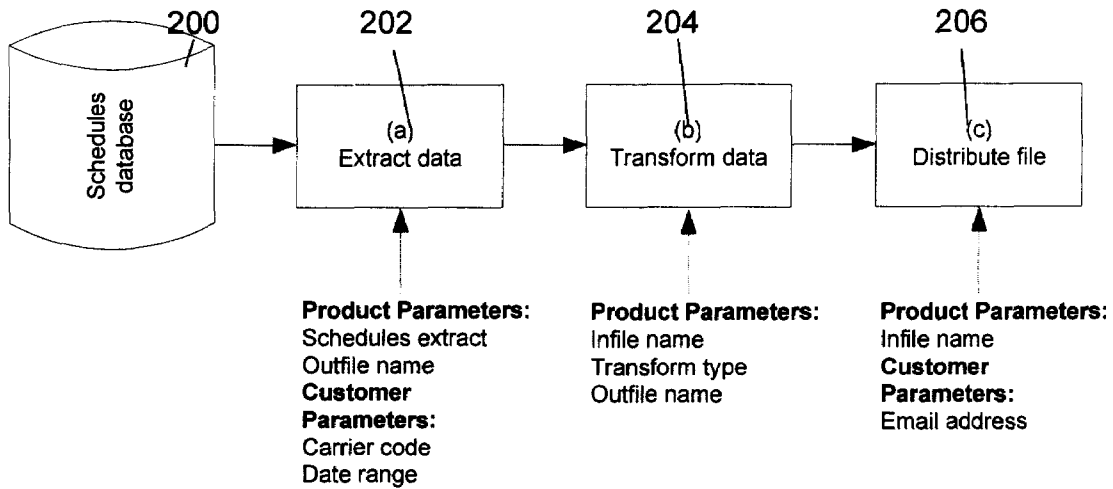 200
202
204
206
Schedules
database
(a)
Extract data
(b)
Transform data
(c)
Distribute file
Product Parameters:
Schedules extract
Outfile name
Customer
Parameters:
Carrier code
Date range
Product Parameters:
Infile name
Transform type
Outfile name
Product Parameters:
Infile name
Customer
Parameters:
Email address